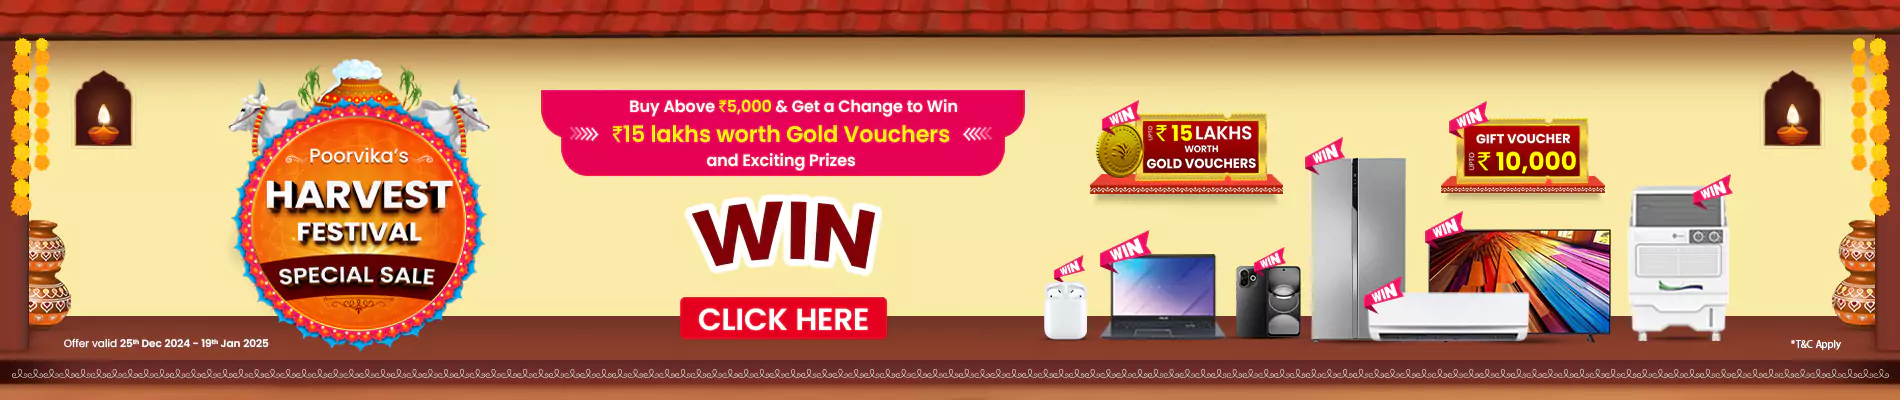 Poorvika's
HARVEST
FESTIVAL
SPECIAL SALE
Offer valid 25th Dec 2024 - 19th Jan 2025
Buy Above ₹5,000 & Get a Change to Win
₹15 lakhs worth Gold Vouchers
and Exciting Prizes
WIN
CLICK HERE
WIN
UPTO ₹ 15 LAKHS
WORTH
GOLD VOUCHERS
WIN
GIFT VOUCHER
UPTO ₹ 10,000
WIN
WIN
WIN
WIN
WIN
WIN
WIN
*T&C Apply